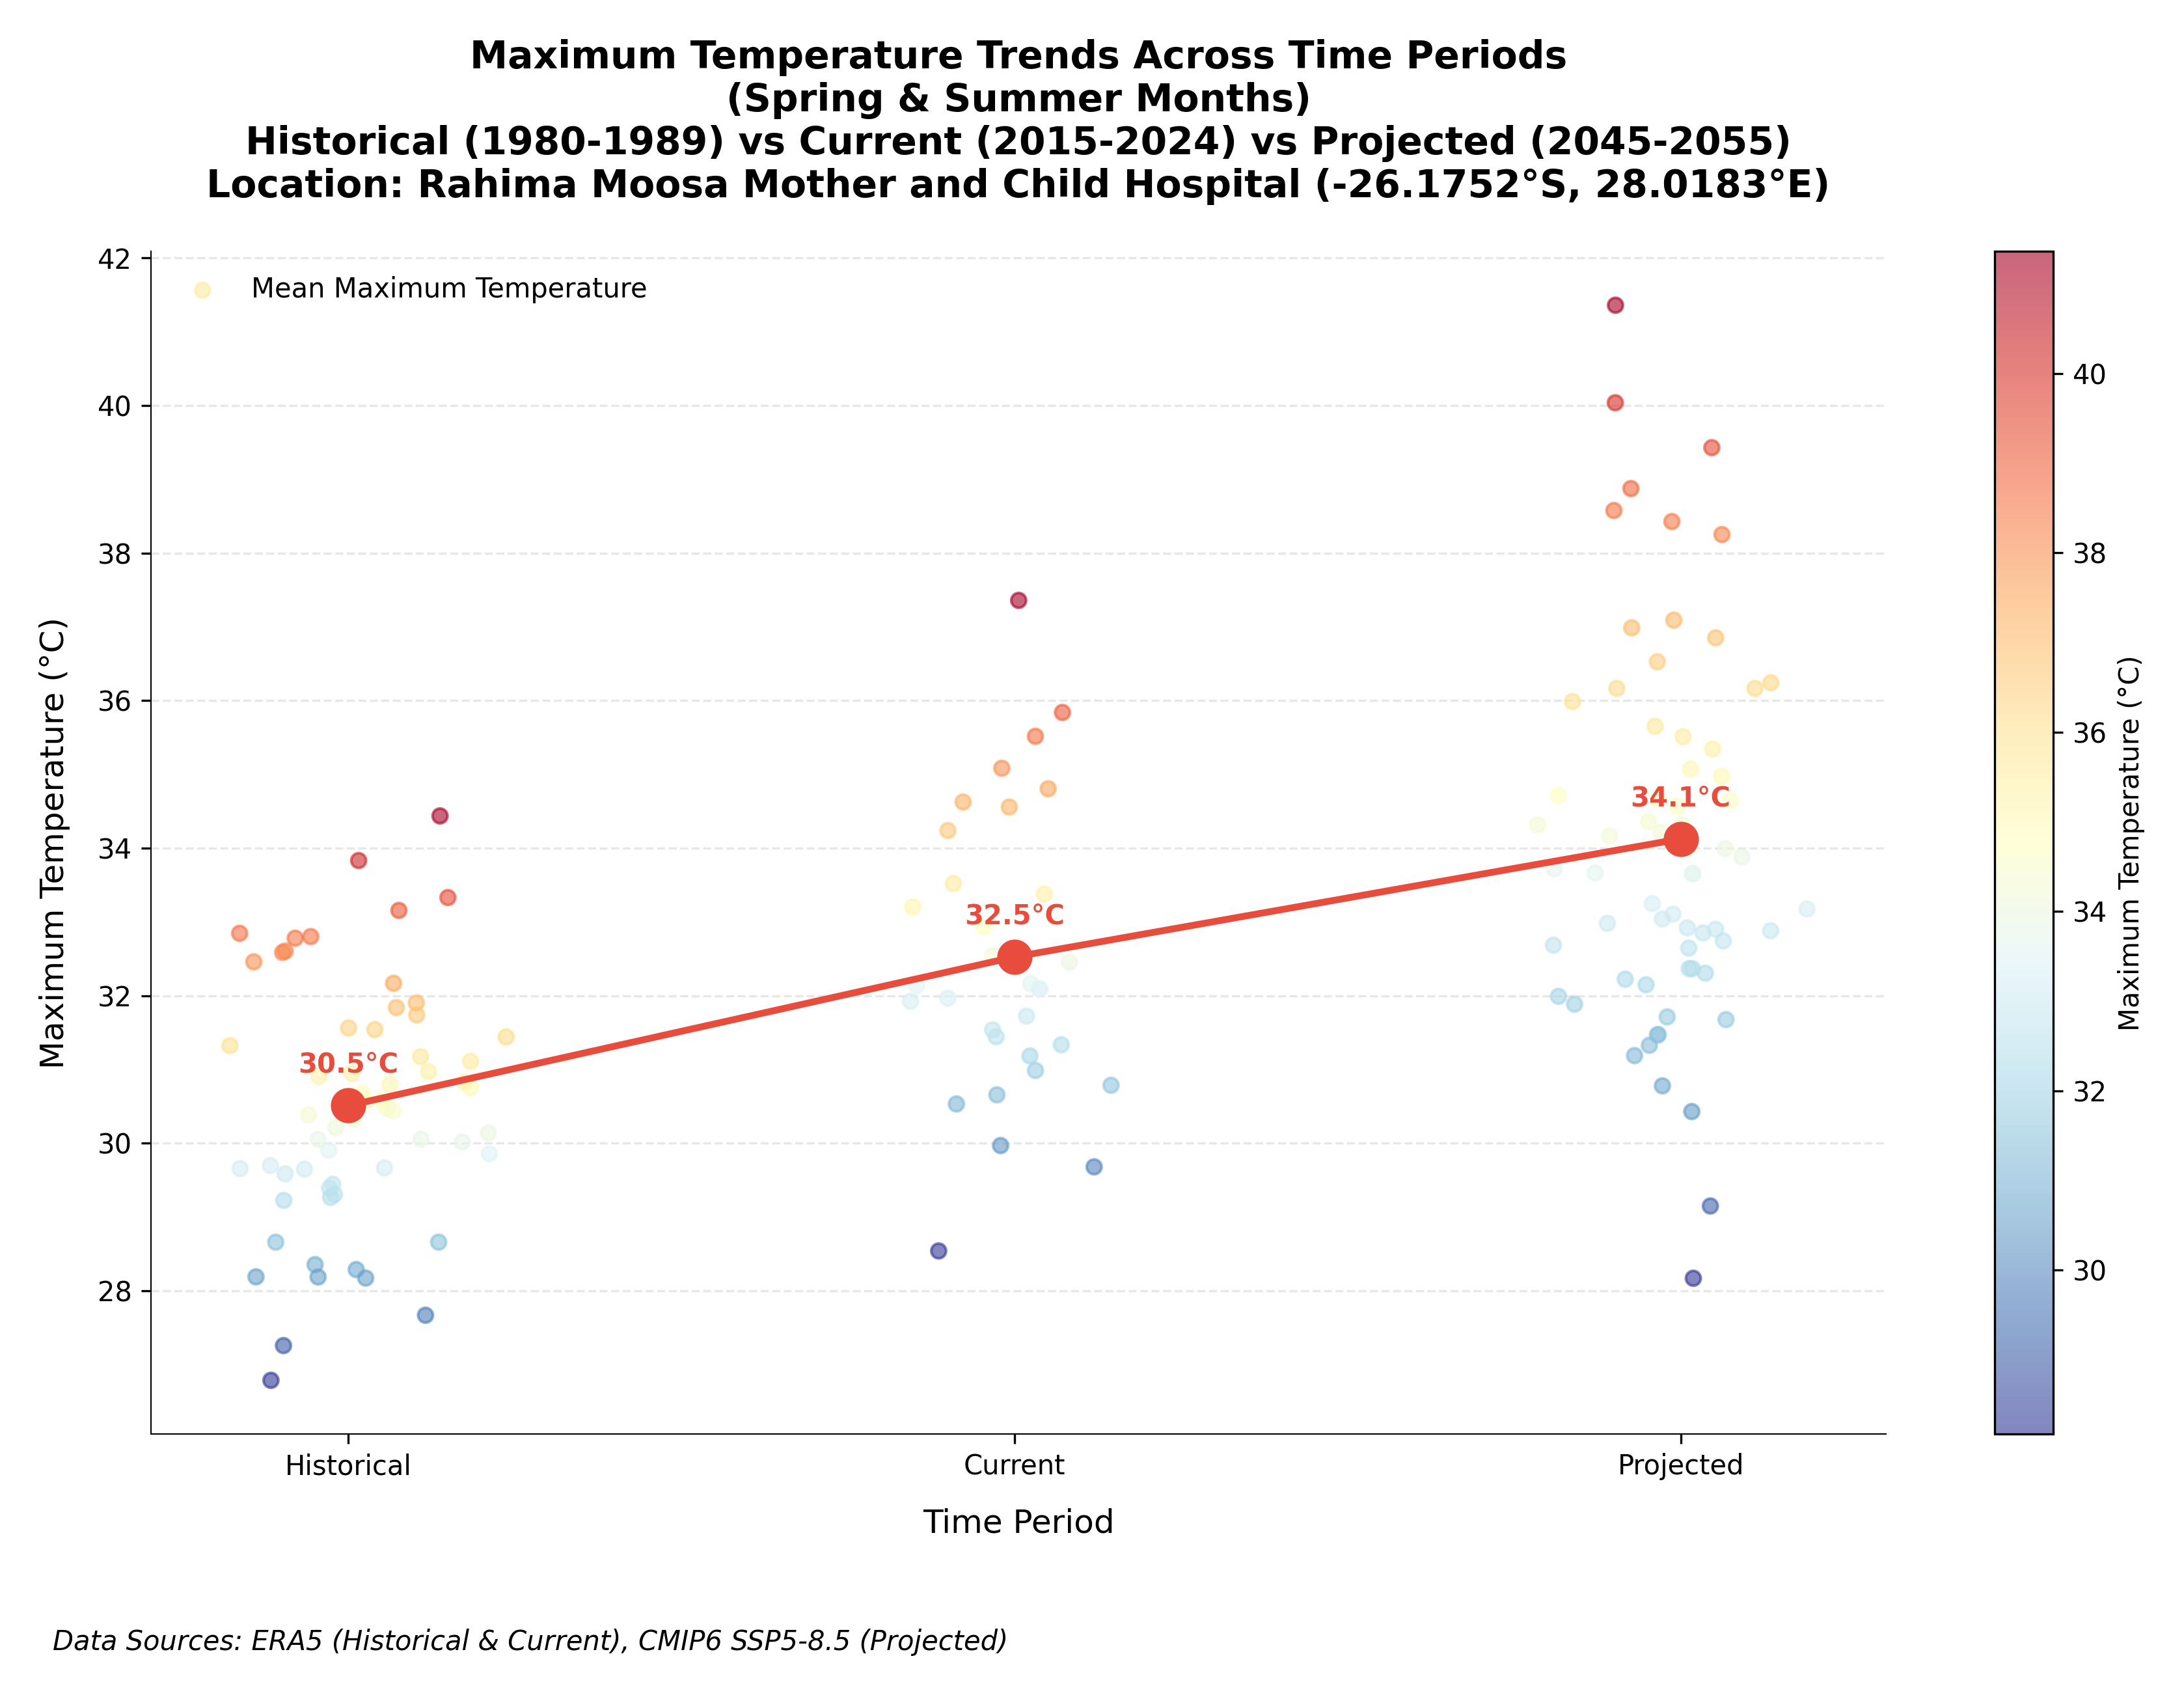 Maximum Temperature Trends Across Time Periods
(Spring & Summer Months)
Historical (1980-1989) vs Current (2015-2024) vs Projected (2045-2055)
Location: Rahima Moosa Mother and Child Hospital (-26.1752°S, 28.0183°E)
Mean Maximum Temperature
Maximum Temperature (°C)
42
40
38
36
34
32
30
28
30.5°C
32.5°C
34.1°C
Historical
Current
Projected
Time Period
40
38
36
34
32
30
Maximum Temperature (°C)
Data Sources: ERA5 (Historical & Current), CMIP6 SSP5-8.5 (Projected)